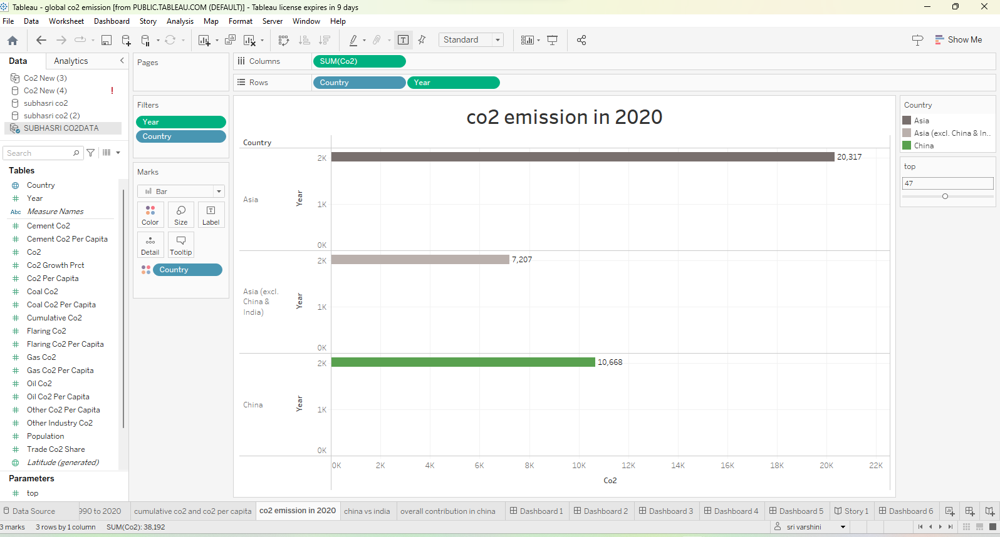 Tableau - global co2 emission [from PUBLIC.TABLEAU.COM (DEFAULT)] - Tableau license expires in 9 days
File Data Worksheet Dashboard Story Analysis Map Format Server Window Help
Standard
Show Me
Data Analytics
Co2 New (3)
Co2 New (4)
subhasri co2
subhasri co2 (2)
SUBHASRI CO2DATA
Search
Tables
Country
Year
Abc Measure Names
Cement Co2
Cement Co2 Per Capita
Co2
Co2 Growth Prct
Co2 Per Capita
Coal Co2
Coal Co2 Per Capita
Cumulative Co2
Flaring Co2
Flaring Co2 Per Capita
Gas Co2
Gas Co2 Per Capita
Oil Co2
Oil Co2 Per Capita
Other Co2 Per Capita
Other Industry Co2
Population
Trade Co2 Share
Latitude (generated)
Parameters
top
Pages
Filters
Year
Country
Marks
Bar
Color Size Label
Detail Tooltip
Country
Columns SUM(Co2)
Rows Country Year
co2 emission in 2020
Country
Asia
Year
2K
1K
0K
20,317
Asia (excl.
China &
India)
Year
2K
1K
0K
7,207
China
Year
2K
1K
0K
10,668
0K 2K 4K 6K 8K 10K 12K 14K 16K 18K 20K 22K
Co2
Country
Asia
Asia (excl. China & In..
China
top
47
Data Source 990 to 2020 cumulative co2 and co2 per capita co2 emission in 2020 china vs india overall contribution in china Dashboard 1 Dashboard 2 Dashboard 3 Dashboard 4 Dashboard 5 Story 1 Dashboard 6
3 marks 3 rows by 1 column SUM(Co2): 38,192 sri varshini